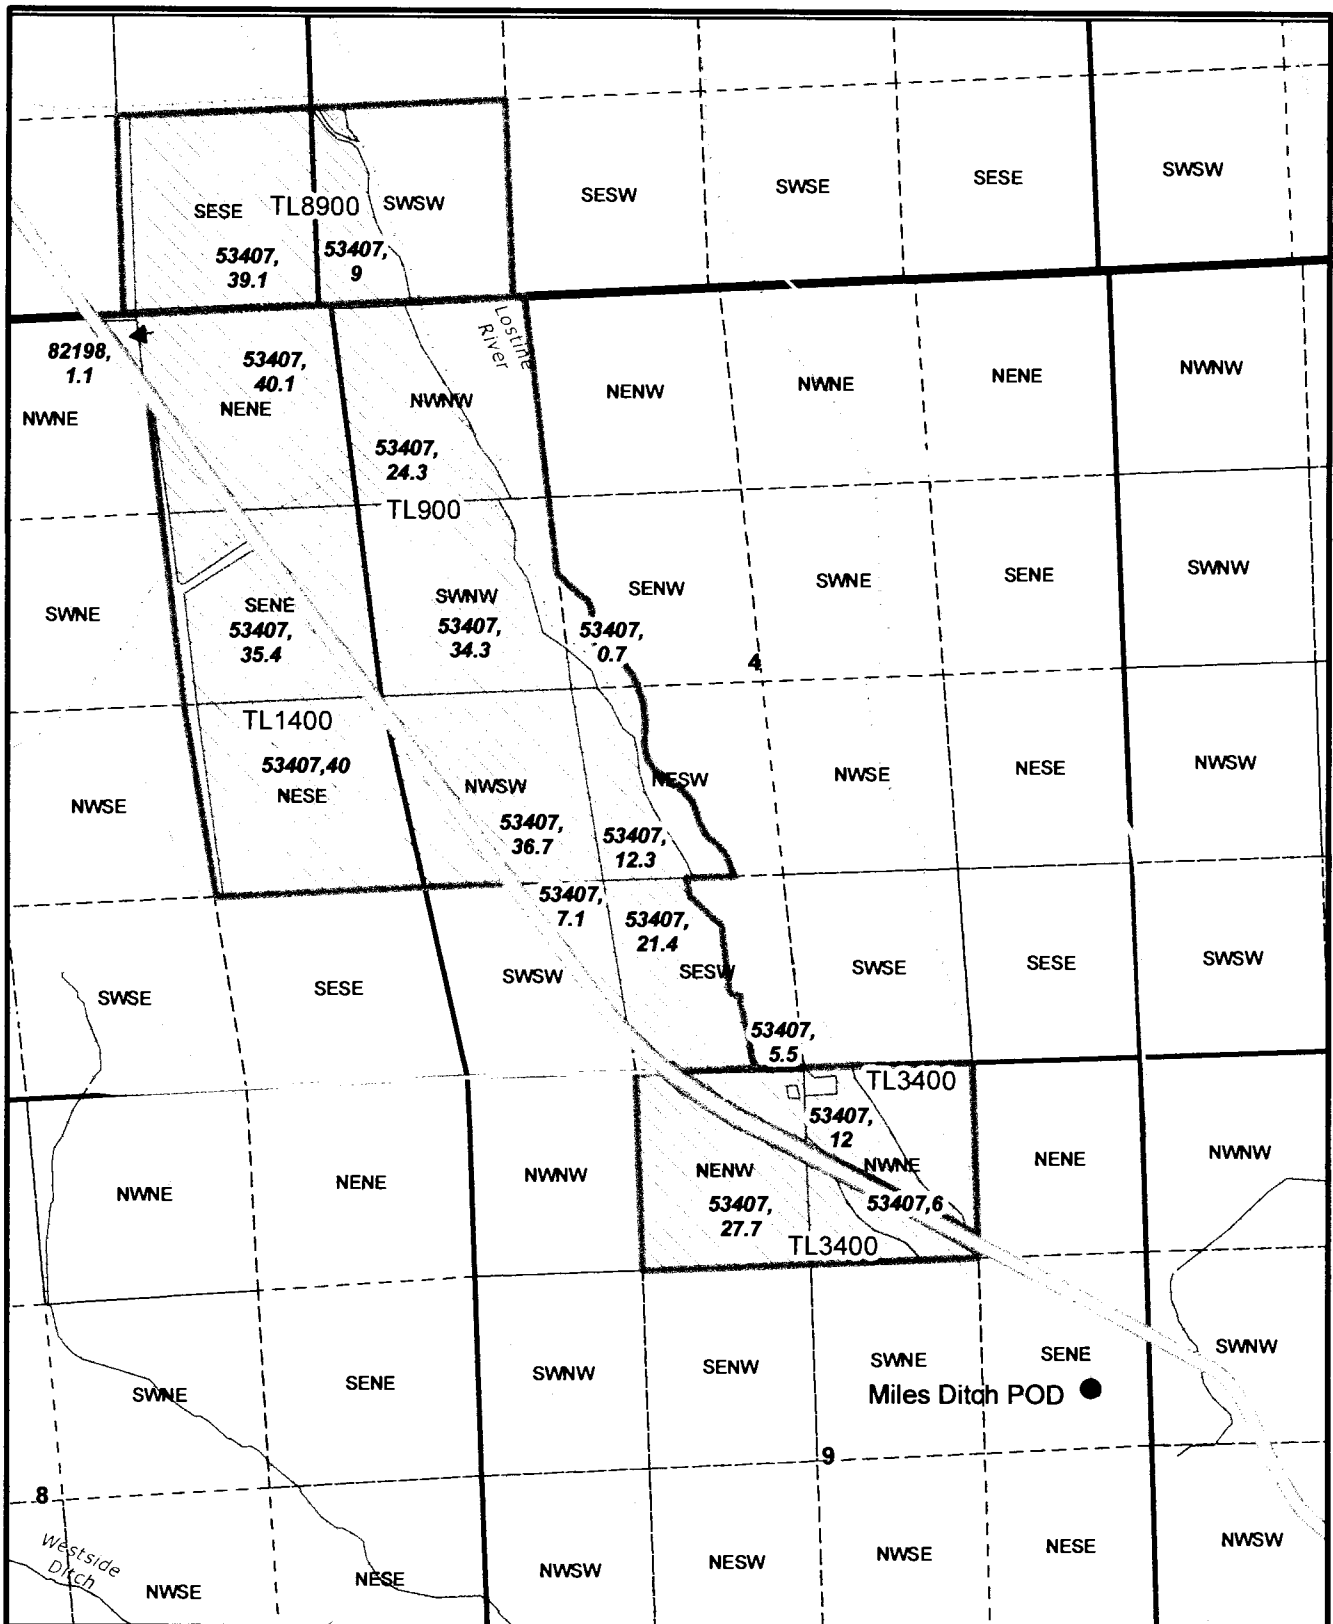 SESE
TL8900
SWSW
SESW
SWSE
SESE
SWSW
53407,
39.1
53407,
9
Lostine
River
82198,
1.1
53407,
40.1
NWNE
NENE
NWNW
NENW
NWNE
NENE
NWNW
53407,
24.3
TL900
SWNE
SENE
53407,
35.4
SWNW
53407,
34.3
SENW
53407,
0.7
SWNE
SENE
SWNW
4
TL1400
53407,40
NESE
NWSE
NWSW
53407,
36.7
NESW
53407,
12.3
NWSE
NESE
NWSW
53407,
7.1
53407,
21.4
SWSE
SESE
SWSW
SESW
SWSE
SESE
SWSW
53407,
5.5
TL3400
53407,
12
NWNE
NENE
NWNW
NENW
53407,
27.7
NWNE
53407,6
TL3400
NENE
NWNW
SWNE
SENE
SWNW
SENW
SWNE
SENE
SWNW
Miles Ditch POD
9
8
Westside
Ditch
NWSE
NESE
NWSW
NESW
NWSE
NESE
NWSW